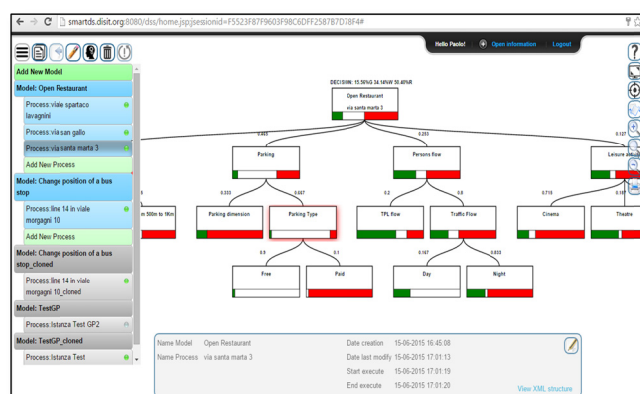 smartds.disit.org:8080/dss/home.jsp;jsessionid=F5523FB7F9603F98C6DFF2587B7D18F4#
Hello Paolo!
Open information
Logout
Add New Model
Model: Open Restaurant
Process:viale spartaco
lavagnini
Process:via san gallo
Process:via santa marta 3
Add New Process
Model: Change position of a bus
stop
Process:line 14 in viale
morgagni 10
Add New Process
Model: Change position of a bus
stop_cloned
Process:line 14 in viale
morgagni 10_cloned
Model: TestGP
Process:Istanza Test GP2
Model: TestGP_cloned
Process:Istanza Test
DECISION: 15.56%G 34.16%W 50.40%R
Open Restaurant
via santa marta 3
0.253
0.127
Parking
Persons flow
Leisure
0.333
0.667
0.2
0.8
0.715
m 500m to 1Km
Parking dimension
Parking Type
TPL flow
Traffic Flow
Cinema
Theatre
0.9
0.1
0.167
0.833
Free
Paid
Day
Night
Name Model Open Restaurant
Name Process via santa marta 3
Date creation 15-06-2015 16:45:08
Date last modify 15-06-2015 17:01:13
Start execute 15-06-2015 17:01:19
End execute 15-06-2015 17:01:20
View XML structure